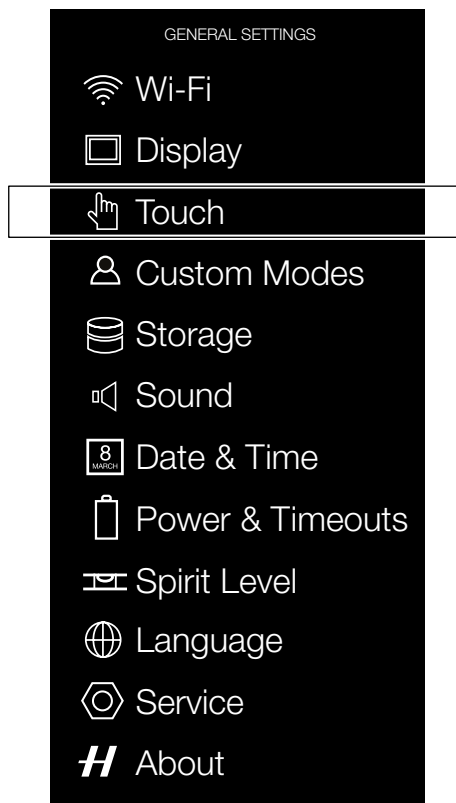 GENERAL SETTINGS
Wi-Fi
Display
Touch
Custom Modes
Storage
Sound
8
MARCH
Date & Time
Power & Timeouts
Spirit Level
Language
Service
H About